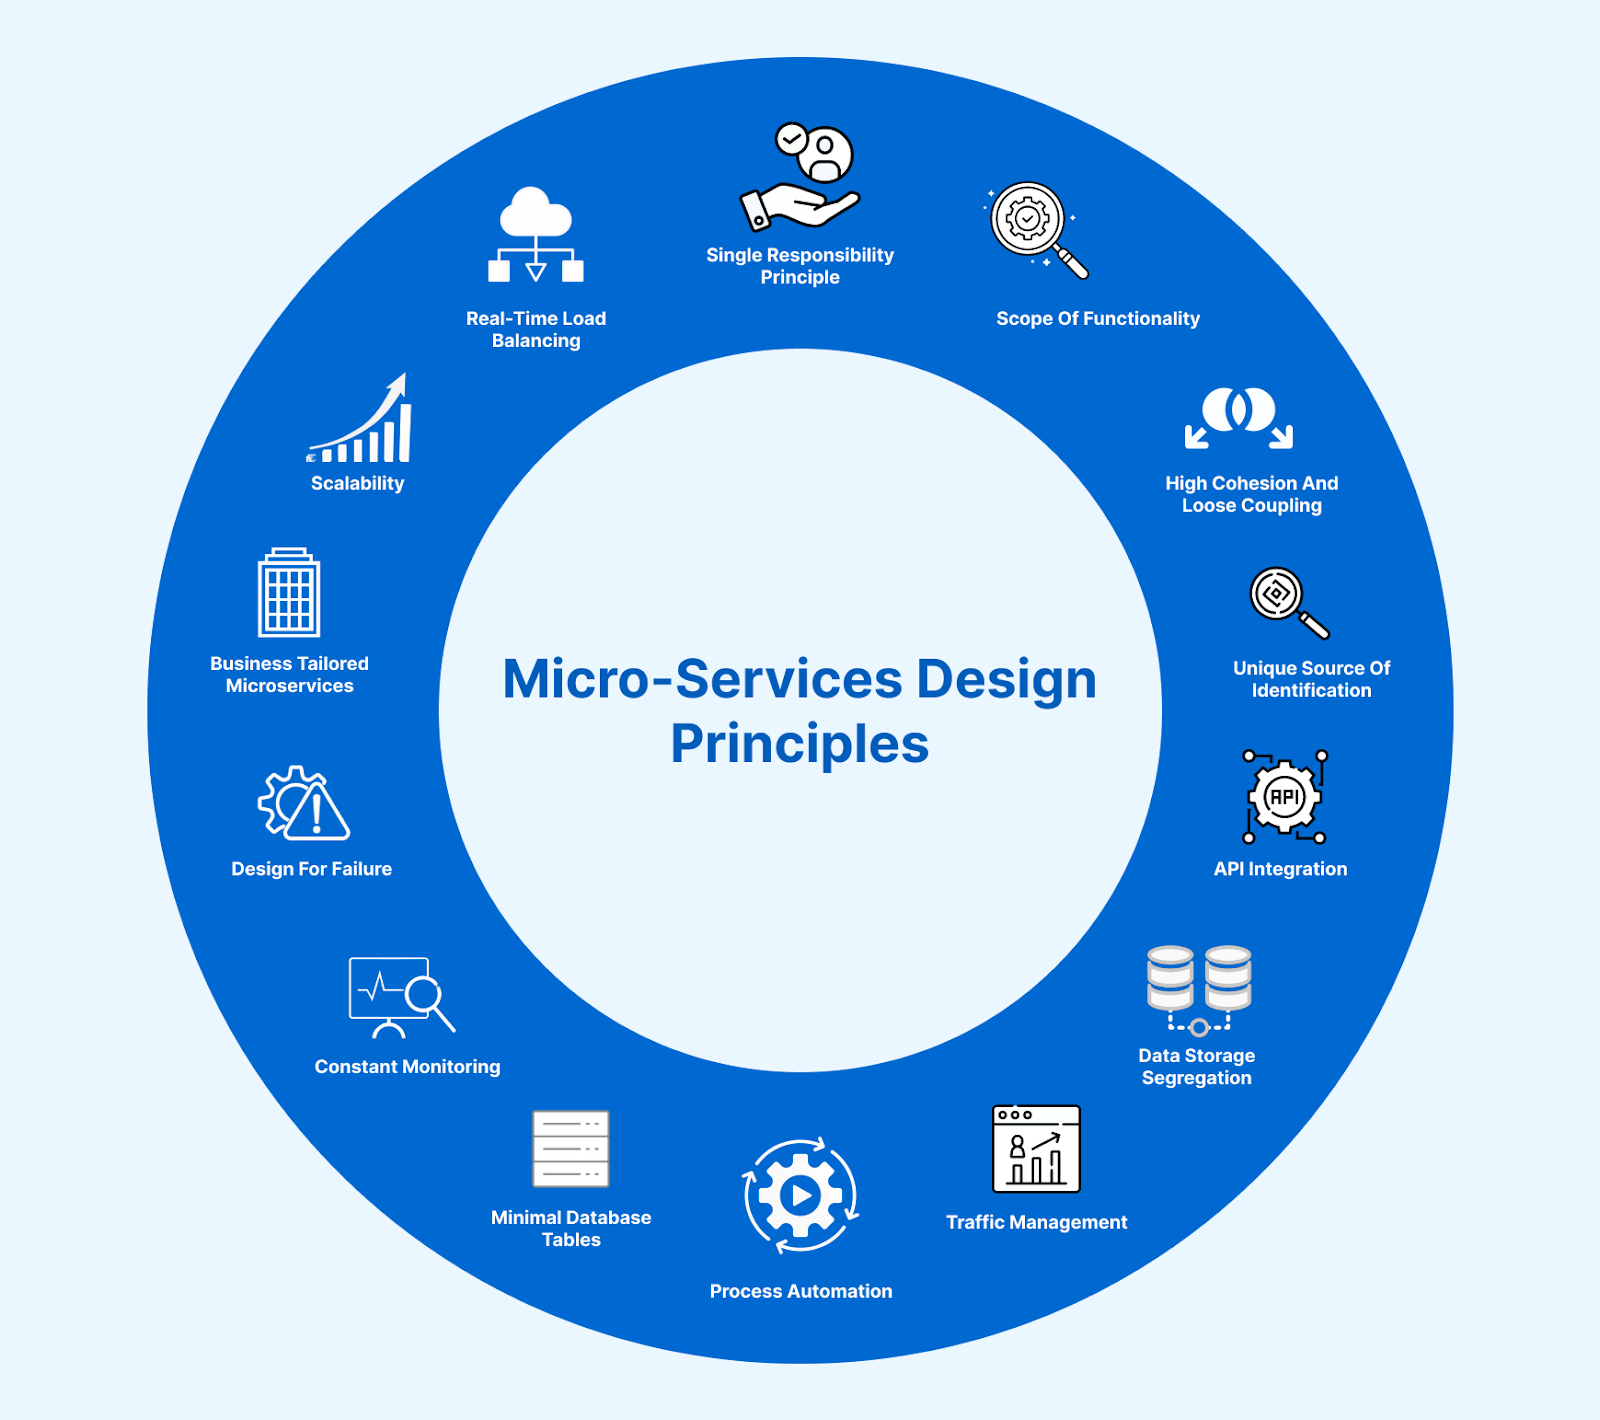 Single Responsibility
Principle
Scope Of Functionality
High Cohesion And
Loose Coupling
Unique Source Of
Identification
API
API Integration
Data Storage
Segregation
Traffic Management
Process Automation
Minimal Database
Tables
Constant Monitoring
Design For Failure
Business Tailored
Microservices
Scalability
Real-Time Load
Balancing
Micro-Services Design
Principles